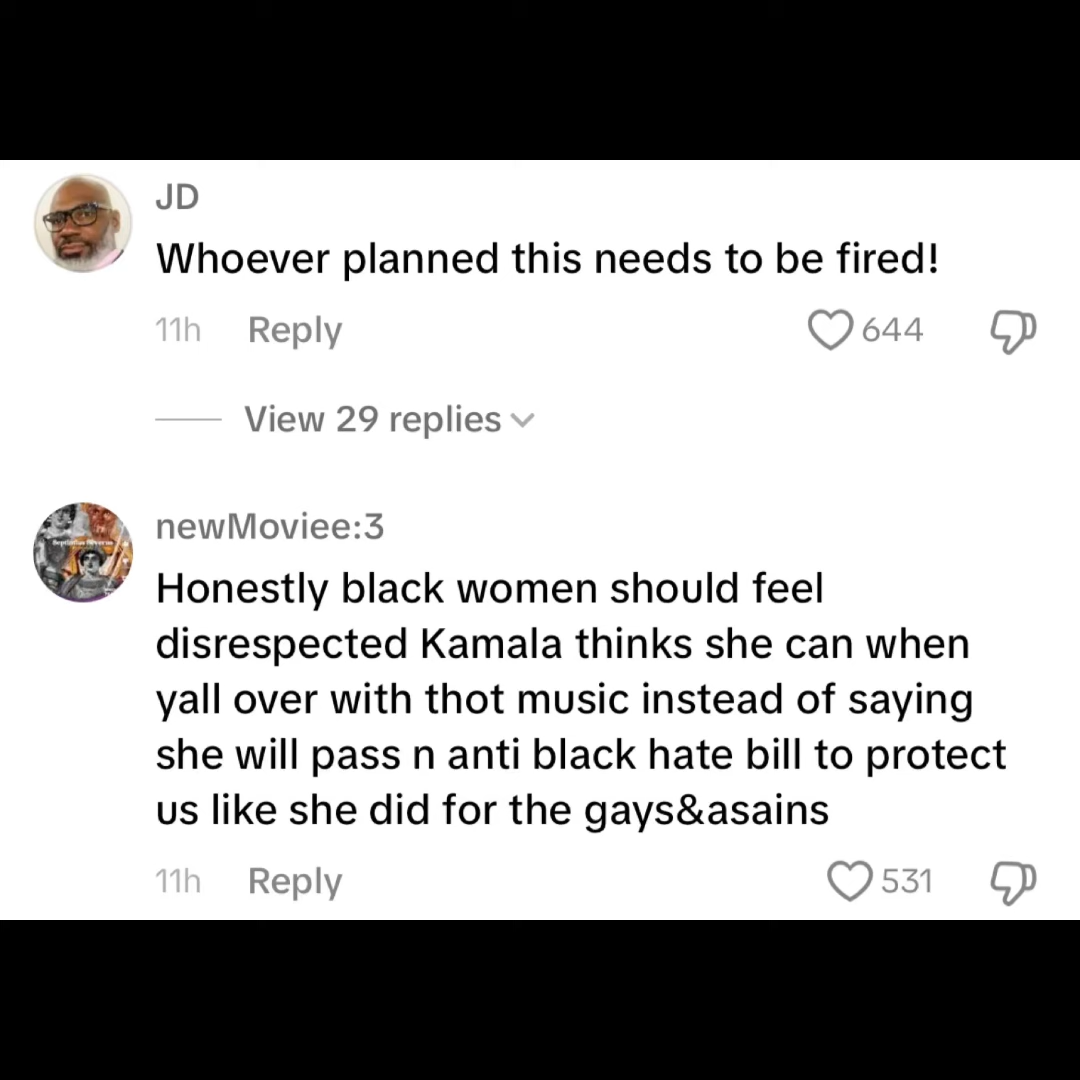 JD
Whoever planned this needs to be fired!
11h Reply 644
View 29 replies
newMoviee:3
Honestly black women should feel
disrespected Kamala thinks she can when
yall over with thot music instead of saying
she will pass n anti black hate bill to protect
us like she did for the gays&asains
11h Reply 531